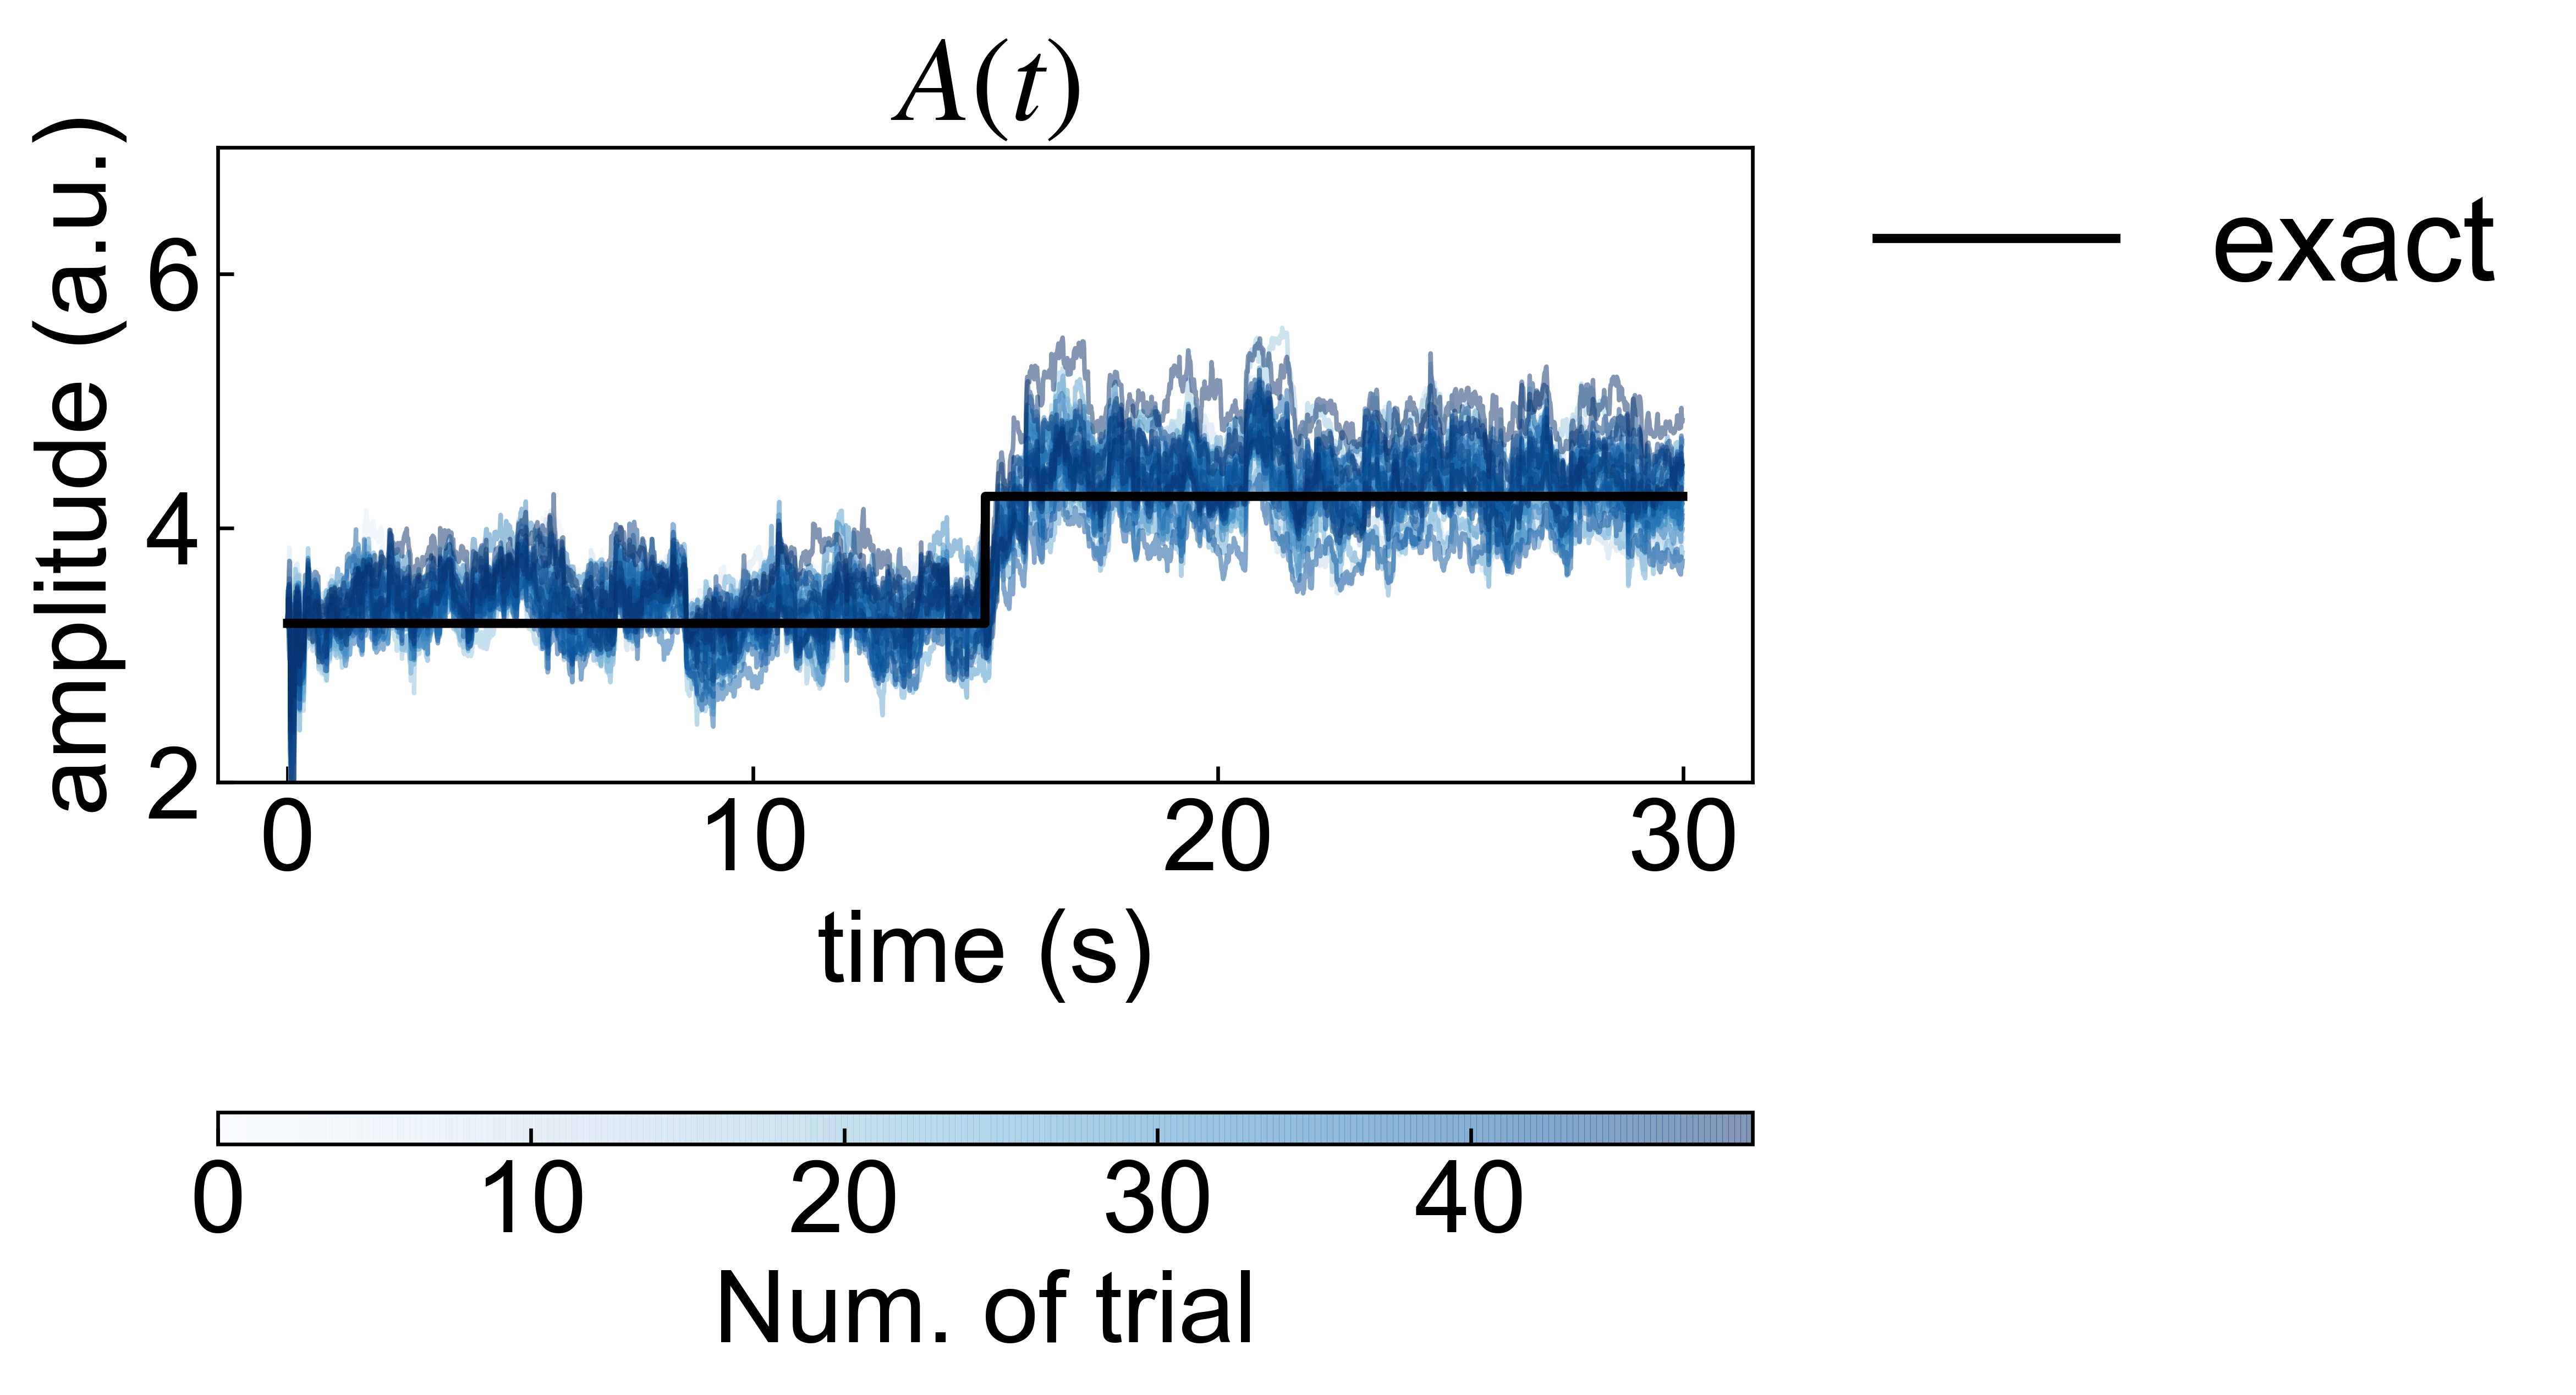 A(t)
exact
amplitude (a.u.)
6
4
2
0 10 20 30
time (s)
0 10 20 30 40
Num. of trial